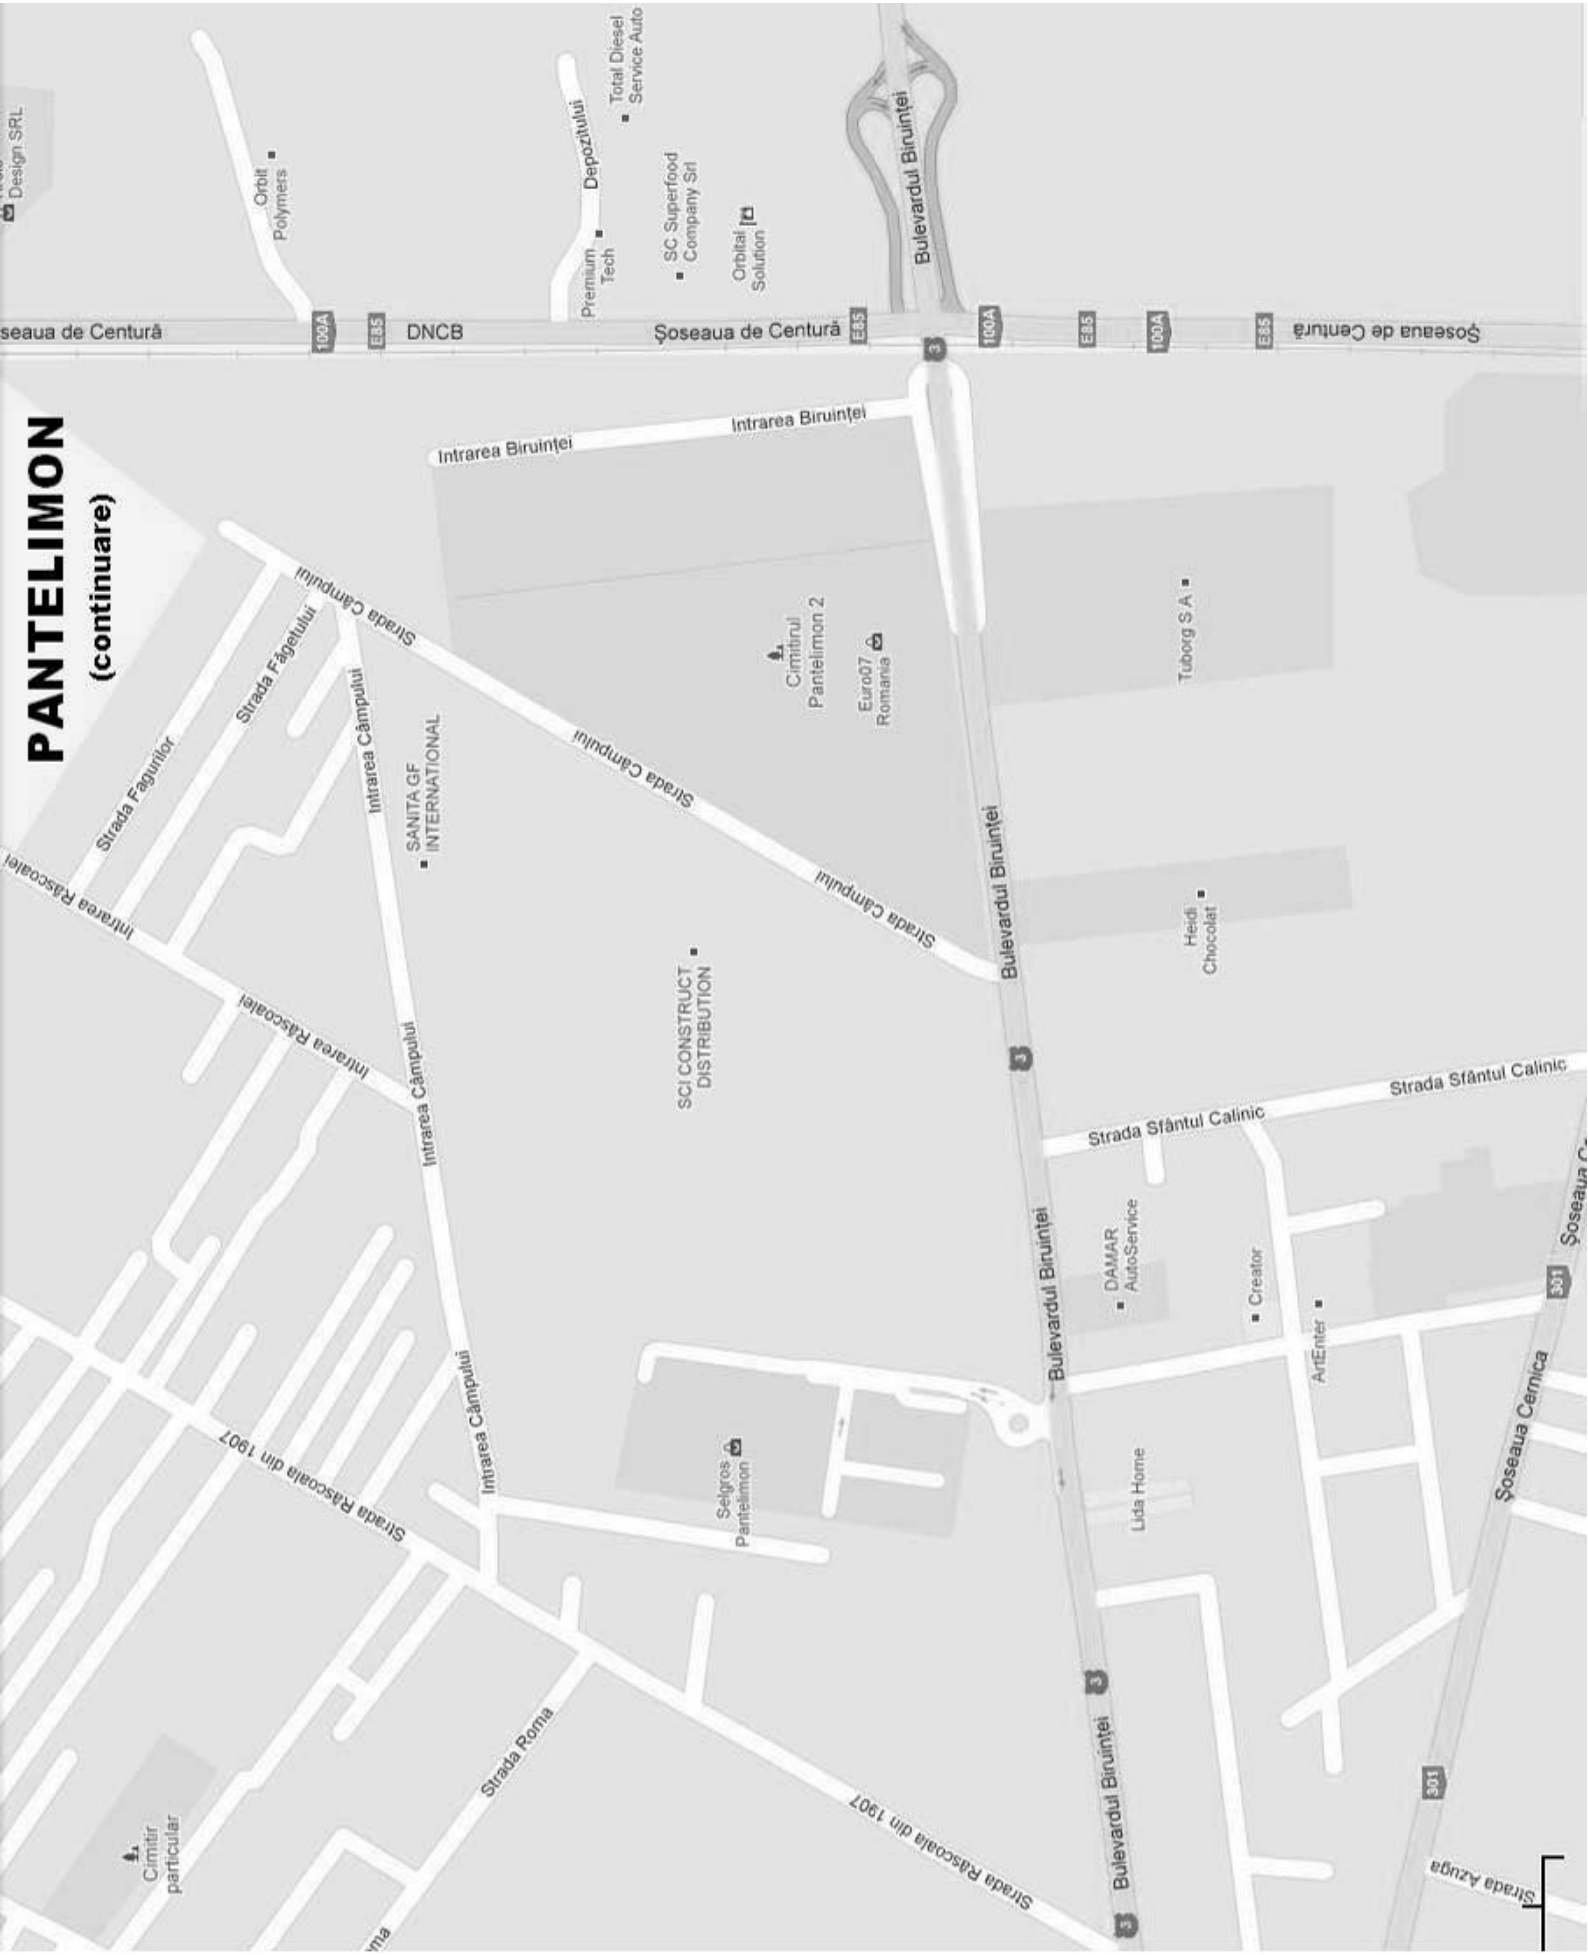 PANTELIMON
(continuare)
Design SRL
Orbit
Polymers
Depozitului
Total Diesel
Service Auto
Premium
Tech
SC Superfood
Company Srl
Orbital
Solution
Bulevardul Biruinței
seaua de Centură
100A
E85
DNCB
Șoseaua de Centură
E85
3
100A
E85
100A
E85
Șoseaua de Centură
Intrarea Biruinței
Intrarea Biruinței
Strada Câmpului
Strada Fagurilor
Strada Făgetului
Intrarea Câmpului
SANITA GF
INTERNATIONAL
Strada Câmpului
Cimitirul
Pantelimon 2
Euro07
Romania
Tuborg S A
Intrarea Răscoalei
Strada Câmpului
Bulevardul Biruinței
Heidi
Chocolat
SCI CONSTRUCT
DISTRIBUTION
Intrarea Răscoalei
Intrarea Câmpului
3
Strada Sfântul Calinic
Strada Sfântul Calinic
Bulevardul Biruinței
DAMAR
AutoService
Creator
ArtEnter
301
Șoseaua
Strada Răscoala din 1907
Intrarea Câmpului
Selgros
Pantelimon
Lida Home
Șoseaua Cernica
Strada Roma
3
Bulevardul Biruinței
Strada Răscoala din 1907
301
Cimitir
particular
3
Strada Azuga